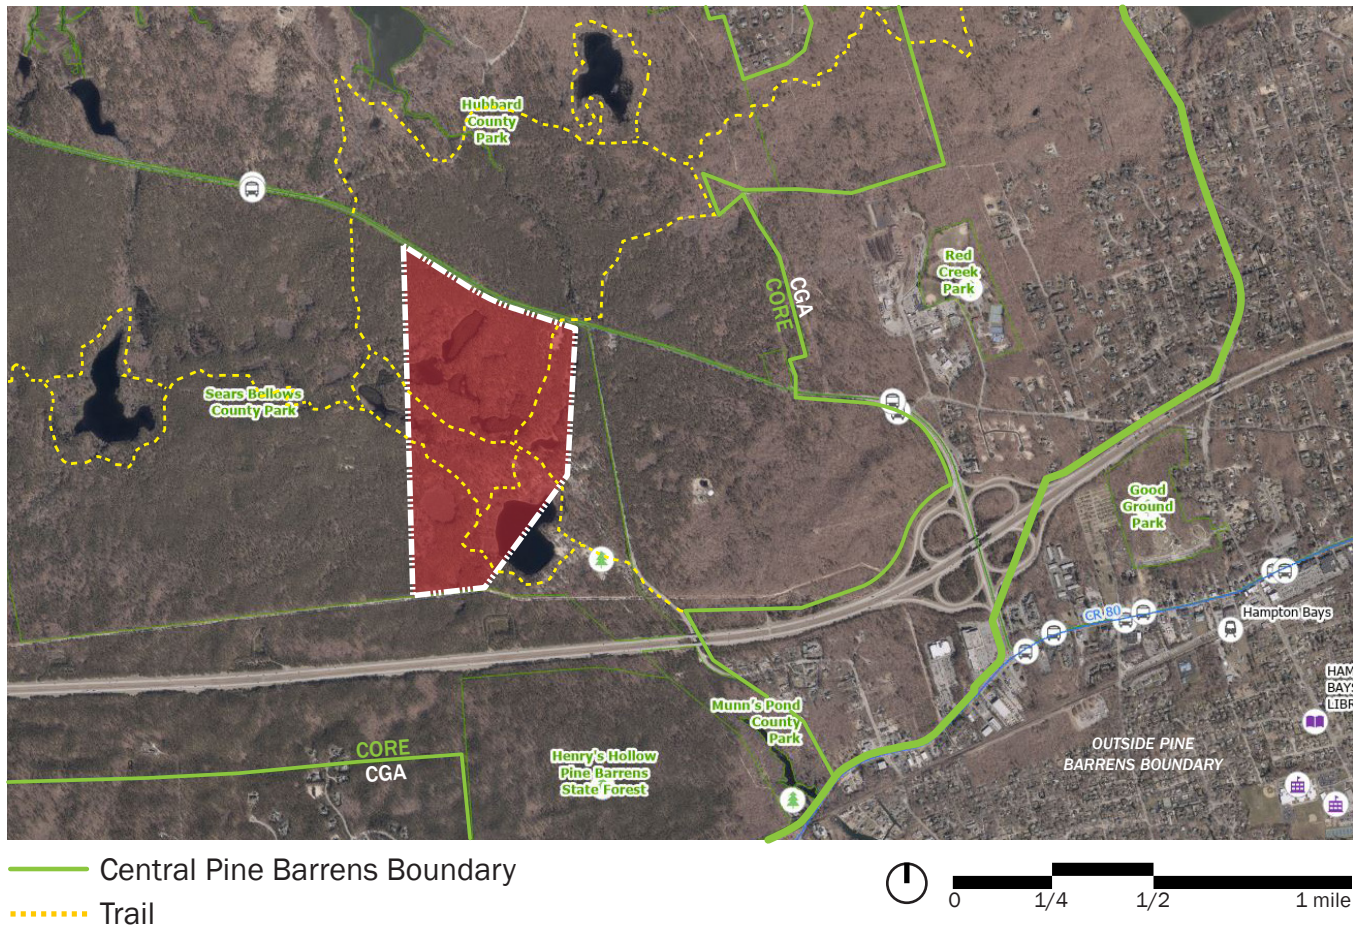 Hubbard
County
Park
Red
Creek
Park
CGA
CORE
Sears Bellows
County Park
Good
Ground
Park
CR 80
Hampton Bays
HAM
BAYS
LIBR
Munn's Pond
County
Park
OUTSIDE PINE
BARRENS BOUNDARY
CORE
CGA
Henry's Hollow
Pine Barrens
State Forest
Central Pine Barrens Boundary
Trail
0 1/4 1/2 1 mile